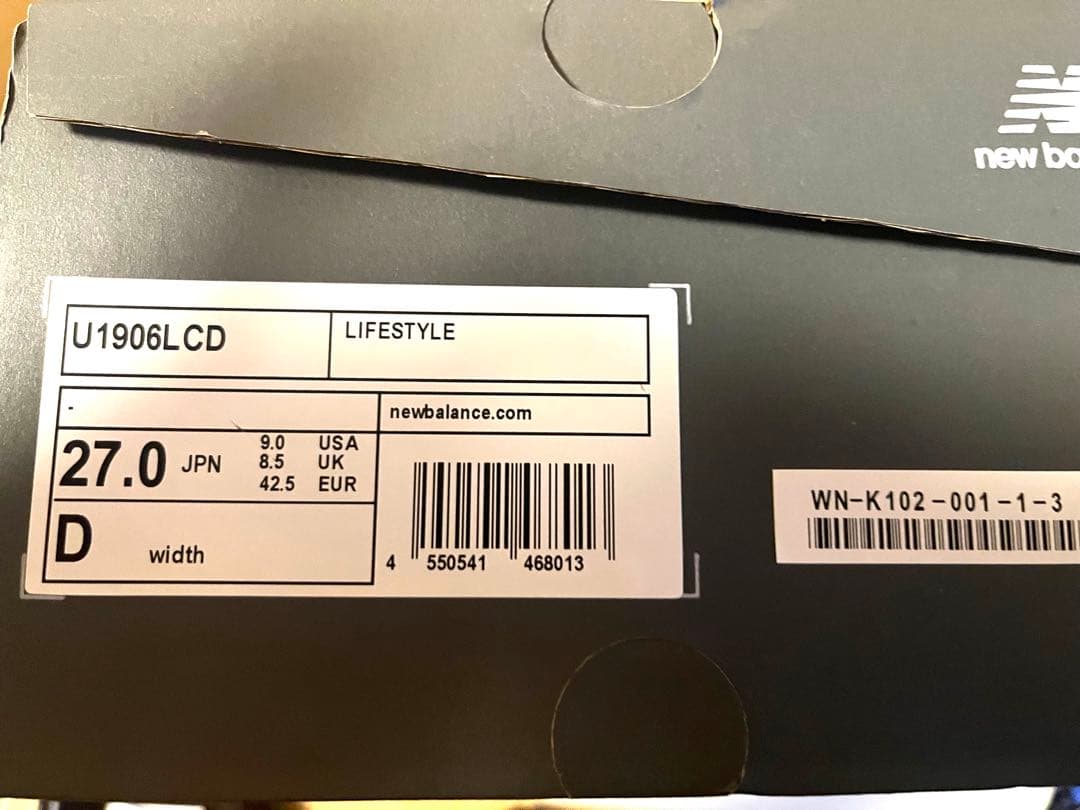 new ba
U1906LCD
LIFESTYLE
-
newbalance.com
27.0 JPN
9.0 USA
8.5 UK
42.5 EUR
D width
4 550541 468013
WN-K102-001-1-3